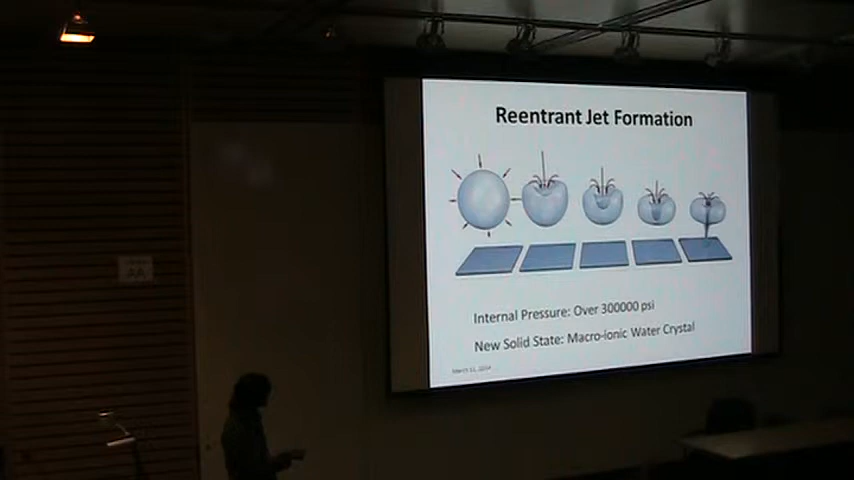 Reentrant Jet Formation
AA
Internal Pressure: Over 300000 psi
New Solid State: Macro-ionic Water Crystal